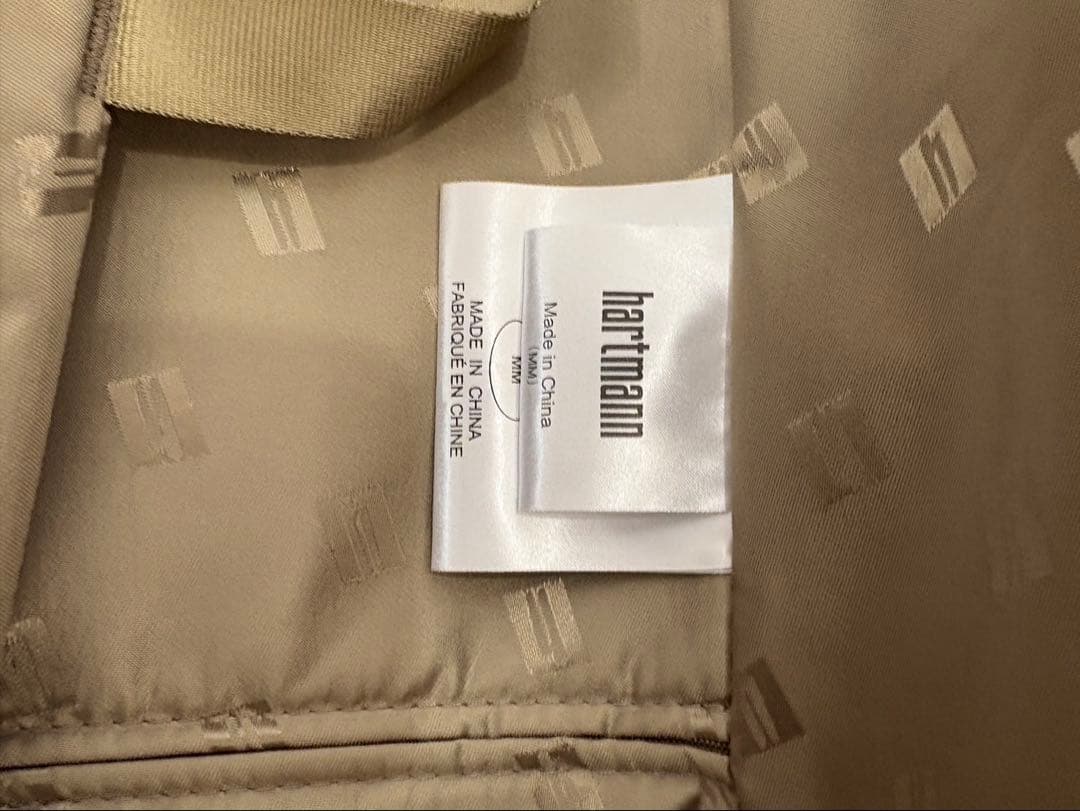 hartmann
Made in China
(MM)
MM
MADE IN CHINA
FABRIQUÉ EN CHINE